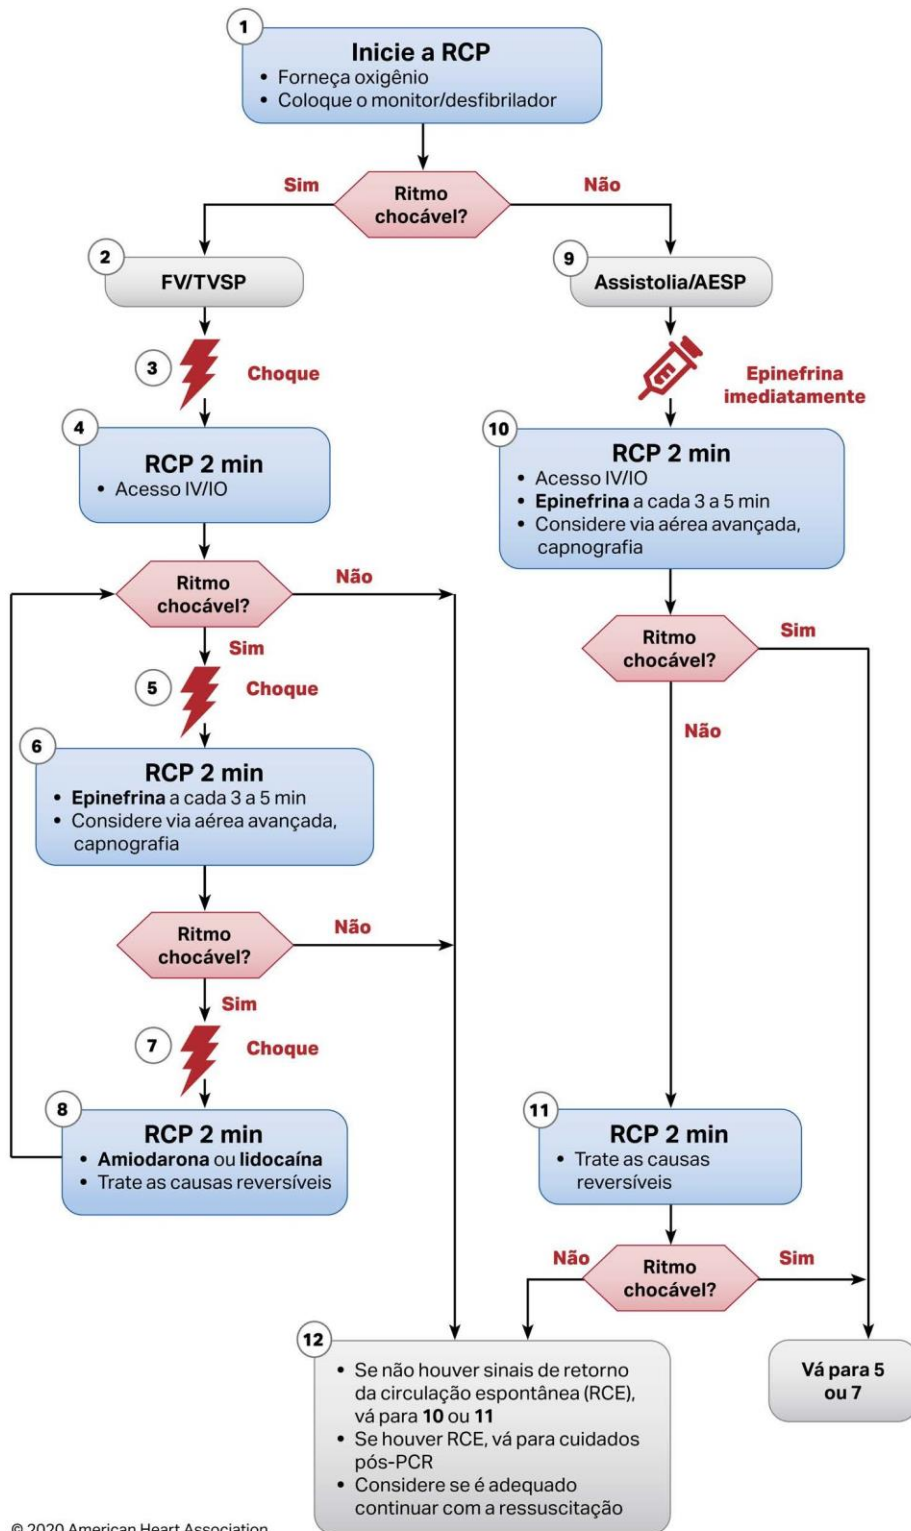 1
Inicie a RCP
• Forneça oxigênio
• Coloque o monitor/desfibrilador
Sim
Ritmo
chocável?
Não
2
FV/TVSP
3
Choque
4
RCP 2 min
• Acesso IV/IO
Ritmo
chocável?
Não
Sim
5
Choque
6
RCP 2 min
• Epinefrina a cada 3 a 5 min
• Considere via aérea avançada,
capnografia
Ritmo
chocável?
Não
Sim
7
Choque
8
RCP 2 min
• Amiodarona ou lidocaína
• Trate as causas reversíveis
9
Assistolia/AESP
Epinefrina
imediatamente
10
RCP 2 min
• Acesso IV/IO
• Epinefrina a cada 3 a 5 min
• Considere via aérea avançada,
capnografia
Ritmo
chocável?
Sim
Não
11
RCP 2 min
• Trate as causas
reversíveis
Não
Ritmo
chocável?
Sim
12
• Se não houver sinais de retorno
da circulação espontânea (RCE),
vá para 10 ou 11
• Se houver RCE, vá para cuidados
pós-PCR
• Considere se é adequado
continuar com a ressuscitação
Vá para 5
ou 7
© 2020 American Heart Association